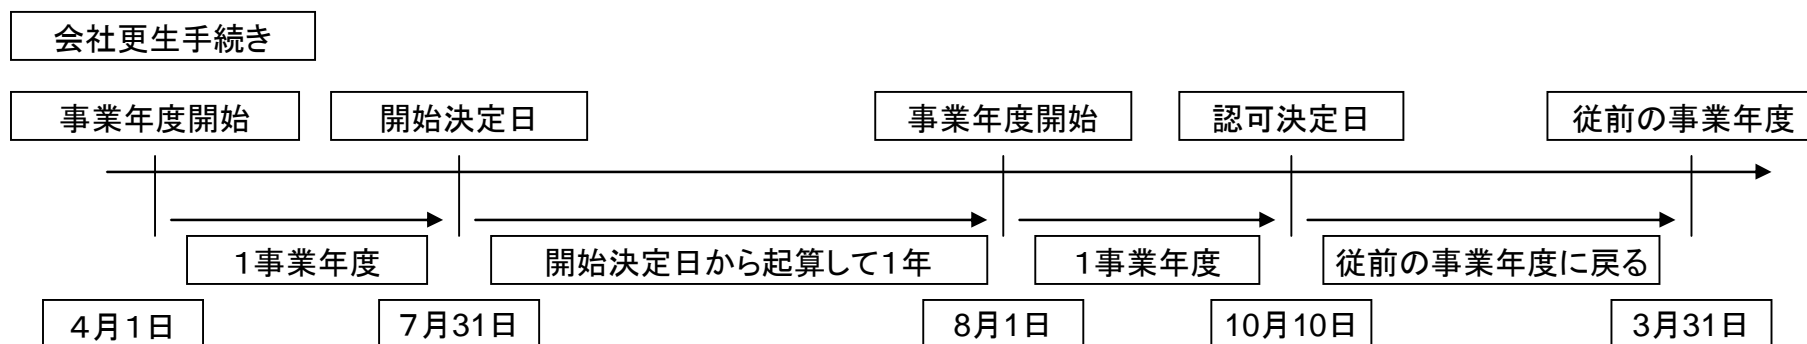 会社更生手続き
事業年度開始
開始決定日
事業年度開始
認可決定日
従前の事業年度
1事業年度
開始決定日から起算して1年
1事業年度
従前の事業年度に戻る
4月1日
7月31日
8月1日
10月10日
3月31日